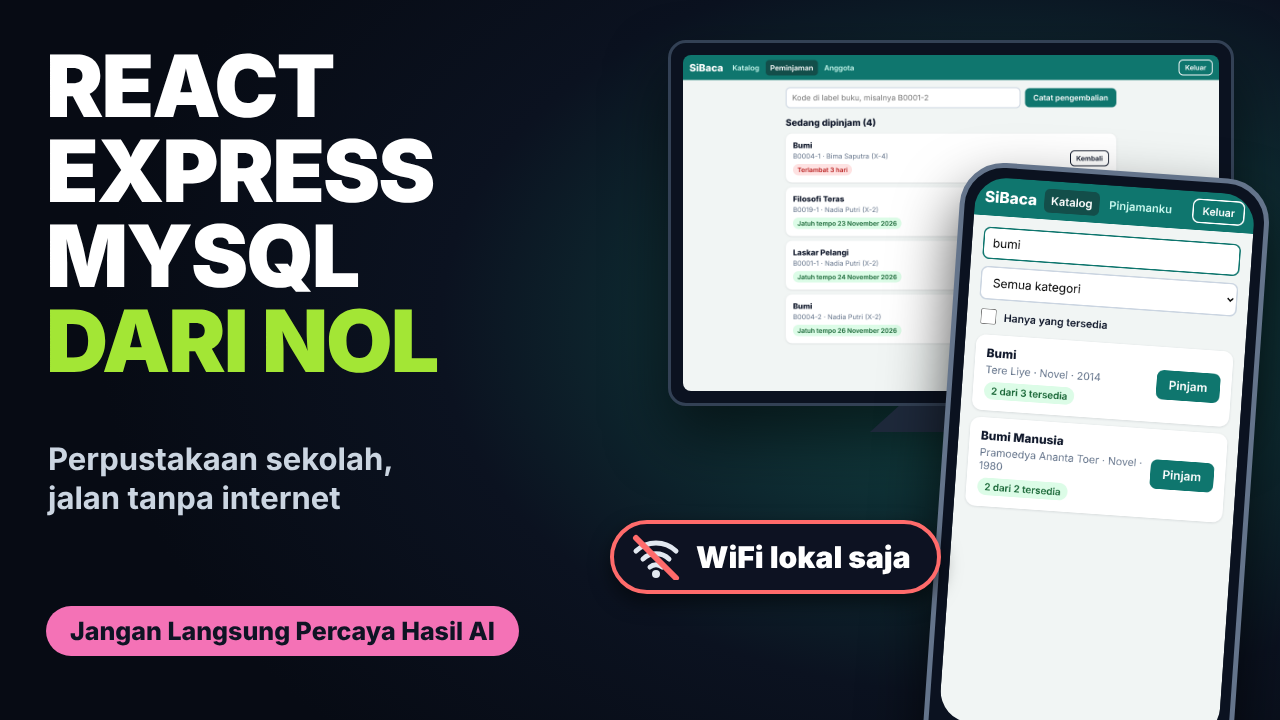 REACT
EXPRESS
MYSQL
DARI NOL
Perpustakaan sekolah,
jalan tanpa internet
Jangan Langsung Percaya Hasil AI
WiFi lokal saja
SiBaca Katalog Peminjaman Anggota Keluar
Kode di label buku, misalnya B0001-2 Catat pengembalian
Sedang dipinjam (4)
Bumi
B0004-1 · Bima Saputra (X-4)
Terlambat 3 hari
Kembali
Filosofi Teras
B0019-1 · Nadia Putri (X-2)
Jatuh tempo 23 November 2026
Laskar Pelangi
B0001-1 · Nadia Putri (X-2)
Jatuh tempo 24 November 2026
Bumi
B0004-2 · Nadia Putri (X-2)
Jatuh tempo 26 November 2026
SiBaca Katalog Pinjamanku Keluar
bumi
Semua kategori
Hanya yang tersedia
Bumi
Tere Liye · Novel · 2014
2 dari 3 tersedia
Pinjam
Bumi Manusia
Pramoedya Ananta Toer · Novel ·
1980
2 dari 2 tersedia
Pinjam